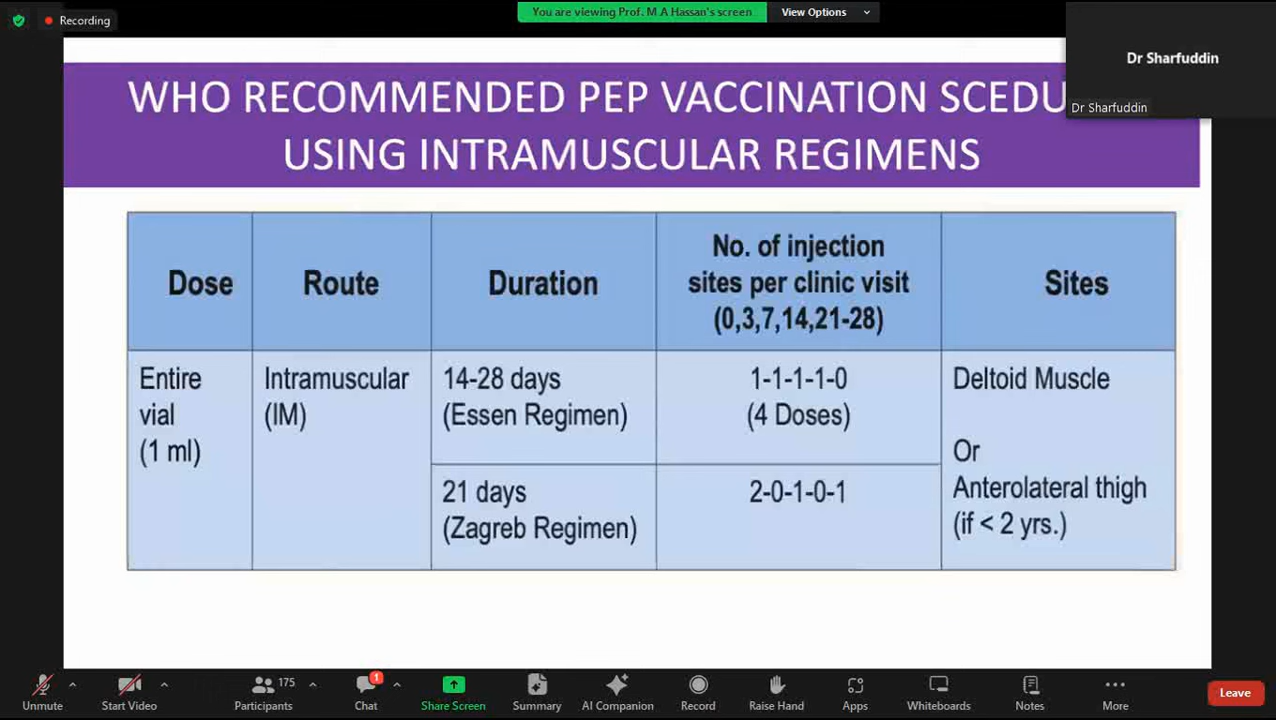 Recording
You are viewing Prof. M A Hassan's screen
View Options
Dr Sharfuddin
Dr Sharfuddin
WHO RECOMMENDED PEP VACCINATION SCEDU
USING INTRAMUSCULAR REGIMENS
Dose
Route
Duration
No. of injection
sites per clinic visit
(0,3,7,14,21-28)
Sites
Entire
vial
(1 ml)
Intramuscular
(IM)
14-28 days
(Essen Regimen)
1-1-1-1-0
(4 Doses)
21 days
(Zagreb Regimen)
2-0-1-0-1
Deltoid Muscle
Or
Anterolateral thigh
(if < 2 yrs.)
Unmute
Start Video
175
Participants
1
Chat
Share Screen
Summary
AI Companion
Record
Raise Hand
Apps
Whiteboards
Notes
More
Leave